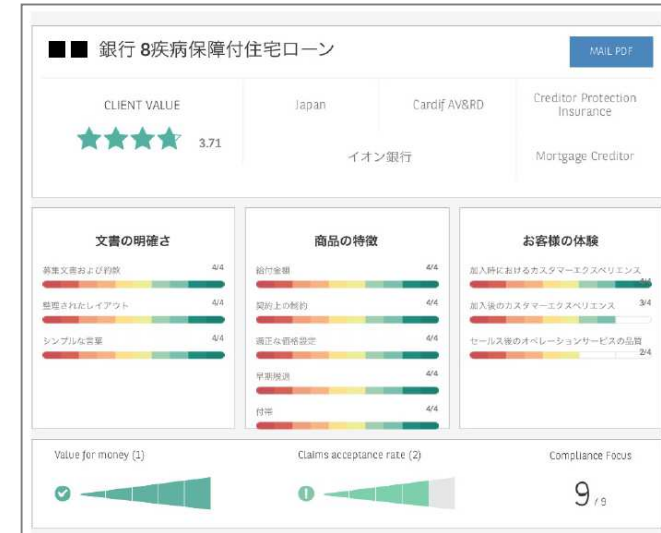 ■■ 銀行 8疾病保障付住宅ローン
MAIL PDF
CLIENT VALUE
3.71
Japan
Cardif AV&RD
Creditor Protection
Insurance
イオン銀行
Mortgage Creditor
文書の明確さ
募集文書および約款 4/4
整理されたレイアウト 4/4
シンプルな言葉 4/4
商品の特徴
給付金額 4/4
契約上の制約 4/4
適正な価格設定 4/4
早期脱退 4/4
付帯 4/4
お客様の体験
加入時におけるカスタマーエクスペリエンス
4/4
加入後のカスタマーエクスペリエンス 3/4
セールス後のオペレーションサービスの品質
2/4
Value for money (1)
Claims acceptance rate (2)
Compliance Focus
9 / 9